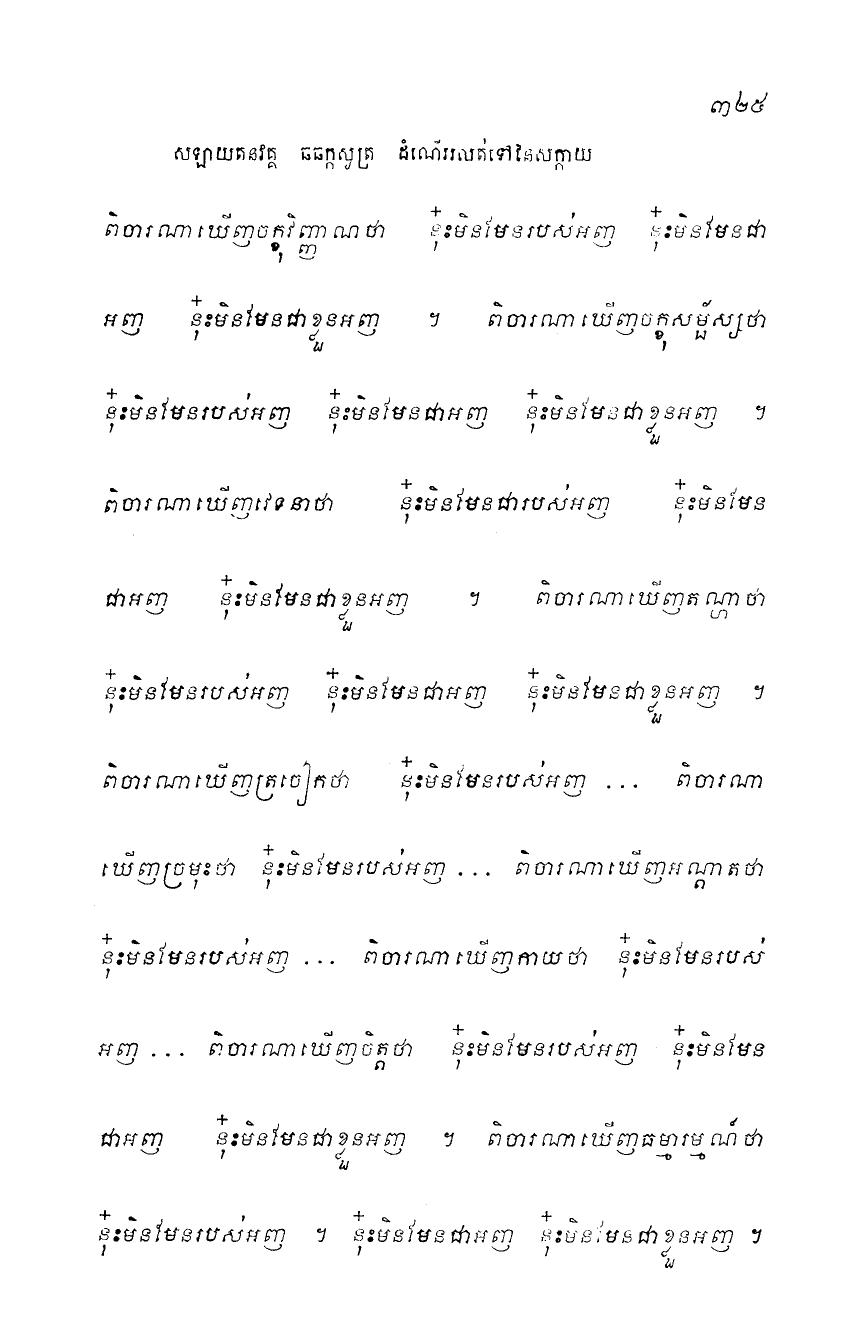 ៣២៥
សឡាយតនវគ្គ ឆឆក្កសូត្រ ដំណើររលត់ទៅនៃសក្កាយ
ពិចារណាឃើញចក្ខុវិញ្ញាណថា ន៉ុះមិនមែនរបស់អញ ន៉ុះមិនមែនជា
អញ ន៉ុះមិនមែនជាខ្លួនអញ ។ ពិចារណាឃើញចក្ខុសម្ផ័ស្សថា
ន៉ុះមិនមែនរបស់អញ ន៉ុះមិនមែនជាអញ ន៉ុះមិនមែនជាខ្លួនអញ ។
ពិចារណាឃើញវេទនាថា ន៉ុះមិនមែនជារបស់អញ ន៉ុះមិនមែន
ជាអញ ន៉ុះមិនមែនជាខ្លួនអញ ។ ពិចារណាឃើញតណ្ហាថា
ន៉ុះមិនមែនរបស់អញ ន៉ុះមិនមែនជាអញ ន៉ុះមិនមែនជាខ្លួនអញ ។
ពិចារណាឃើញត្រចៀកថា ន៉ុះមិនមែនរបស់អញ ... ពិចារណា
ឃើញច្រមុះថា ន៉ុះមិនមែនរបស់អញ ... ពិចារណាឃើញអណ្តាតថា
ន៉ុះមិនមែនរបស់អញ ... ពិចារណាឃើញកាយថា ន៉ុះមិនមែនរបស់
អញ ... ពិចារណាឃើញចិត្តថា ន៉ុះមិនមែនរបស់អញ ន៉ុះមិនមែន
ជាអញ ន៉ុះមិនមែនជាខ្លួនអញ ។ ពិចារណាឃើញធម្មារម្មណ៍ថា
ន៉ុះមិនមែនរបស់អញ ។ ន៉ុះមិនមែនជាអញ ន៉ុះមិនមែនជាខ្លួនអញ ។